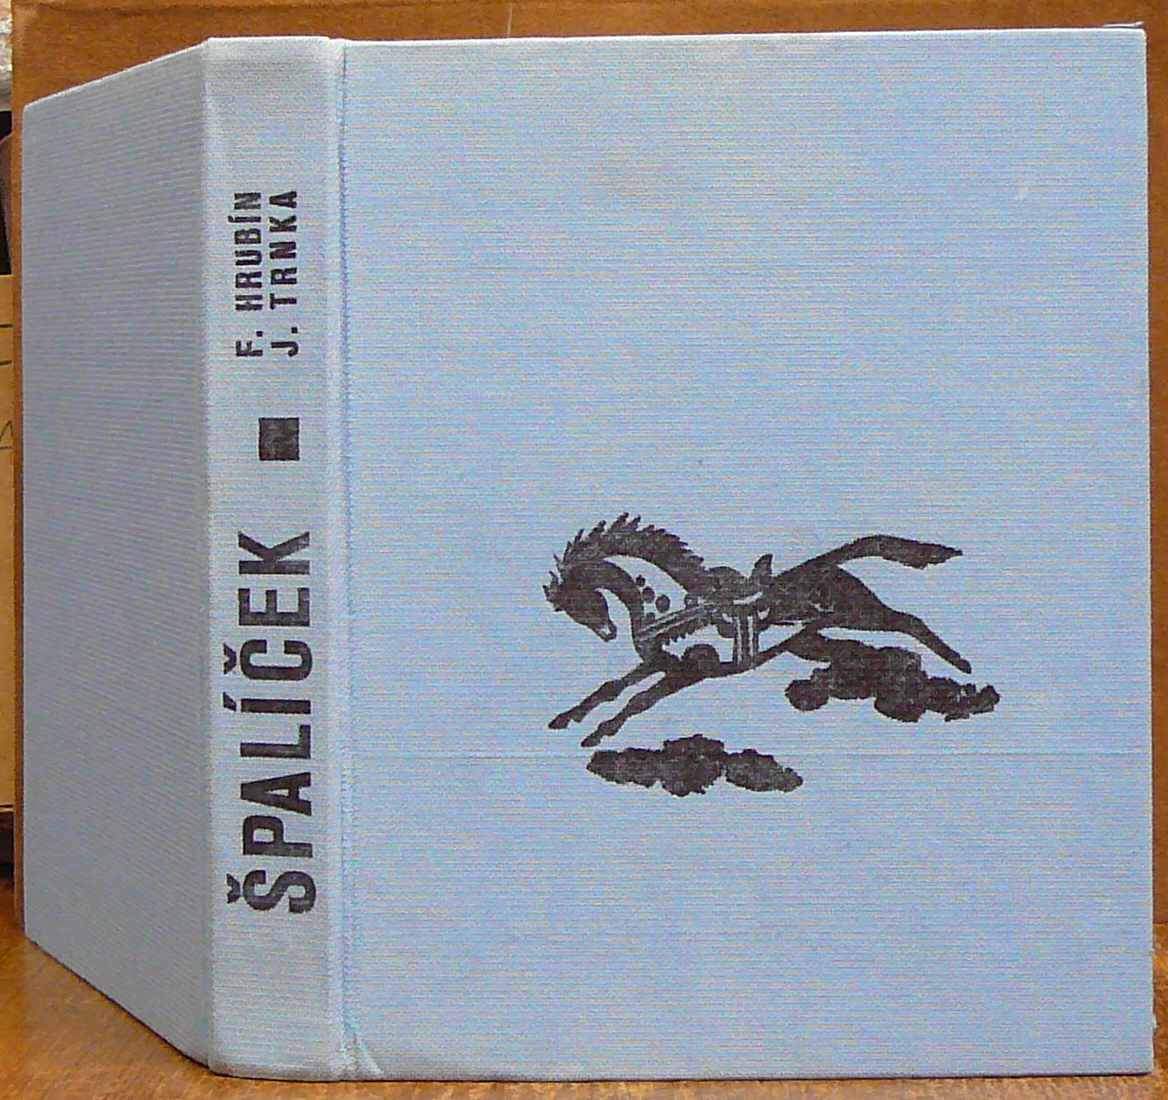 F. HRUBÍN
J. TRNKA
ŠPALÍČEK